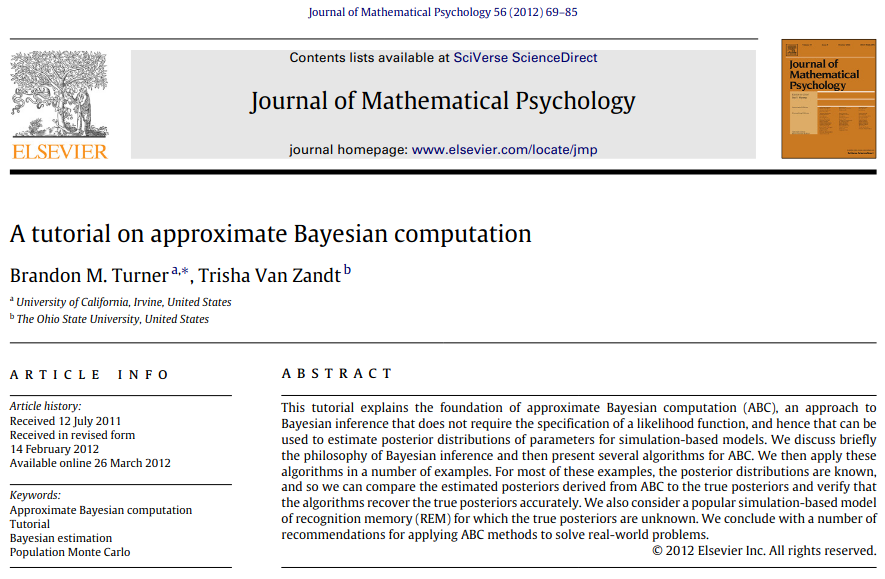 Journal of Mathematical Psychology 56 (2012) 69–85
Contents lists available at SciVerse ScienceDirect
Journal of Mathematical Psychology
journal homepage: www.elsevier.com/locate/jmp
ELSEVIER
Journal of
Mathematical
Psychology
A tutorial on approximate Bayesian computation
Brandon M. Turner a,∗, Trisha Van Zandt b
a University of California, Irvine, United States
b The Ohio State University, United States
ARTICLE INFO
Article history:
Received 12 July 2011
Received in revised form
14 February 2012
Available online 26 March 2012
Keywords:
Approximate Bayesian computation
Tutorial
Bayesian estimation
Population Monte Carlo
ABSTRACT
This tutorial explains the foundation of approximate Bayesian computation (ABC), an approach to
Bayesian inference that does not require the specification of a likelihood function, and hence that can be
used to estimate posterior distributions of parameters for simulation-based models. We discuss briefly
the philosophy of Bayesian inference and then present several algorithms for ABC. We then apply these
algorithms in a number of examples. For most of these examples, the posterior distributions are known,
and so we can compare the estimated posteriors derived from ABC to the true posteriors and verify that
the algorithms recover the true posteriors accurately. We also consider a popular simulation-based model
of recognition memory (REM) for which the true posteriors are unknown. We conclude with a number of
recommendations for applying ABC methods to solve real-world problems.
© 2012 Elsevier Inc. All rights reserved.